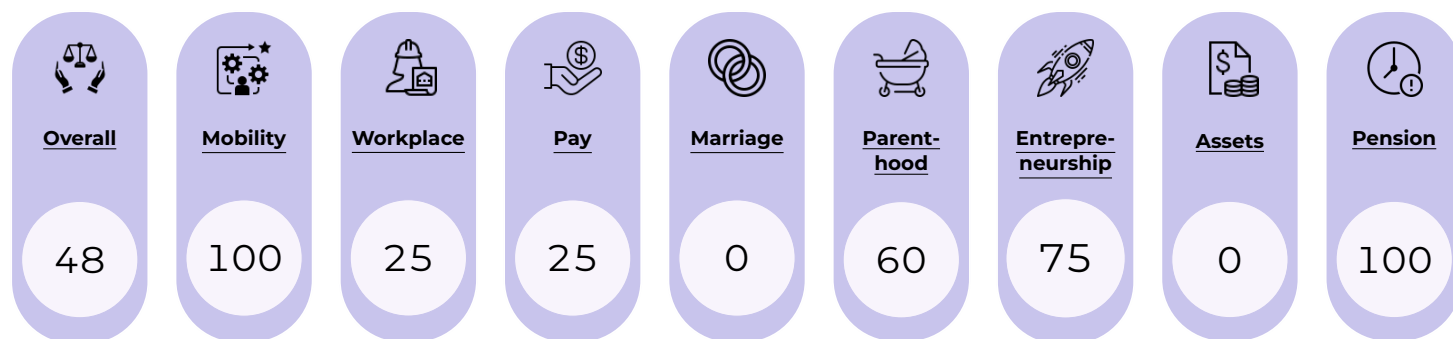 Overall
48
Mobility
100
Workplace
25
Pay
$
25
Marriage
0
Parent-
hood
60
Entrepre-
neurship
75
$
Assets
0
!
Pension
100